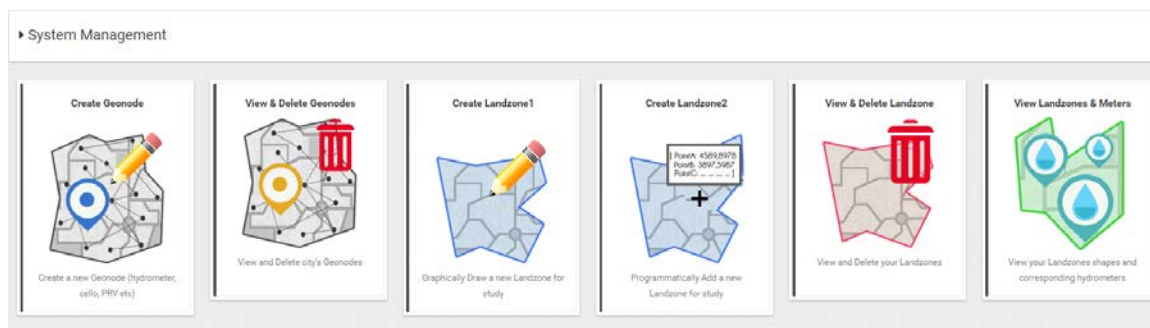 System Management
Create Geonode
Create a new Geonode (hydrometer,
cello, PRV etc)
View & Delete Geonodes
View and Delete city's Geonodes
Create Landzone1
Graphically Draw a new Landzone for
study
Create Landzone2
[ PointA: 4589,8978
PointB: 3897,5987
PointC: _ _ _ _ _ ]
Programmatically Add a new
Landzone for study
View & Delete Landzone
View and Delete your Landzones
View Landzones & Meters
View your Landzones shapes and
corresponding hydrometers